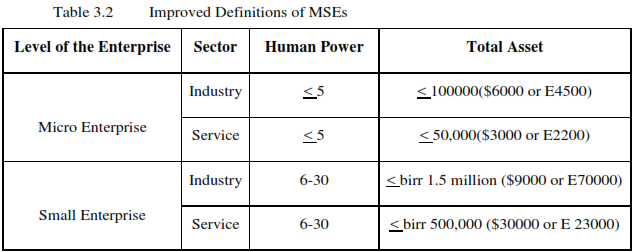 Table 3.2 Improved Definitions of MSEs
Level of the Enterprise Sector Human Power Total Asset
Micro Enterprise
Industry ≤5 ≤100000($6000 or E4500)
Service ≤5 ≤50,000($3000 or E2200)
Small Enterprise
Industry 6-30 ≤birr 1.5 million ($9000 or E70000)
Service 6-30 ≤birr 500,000 ($30000 or E 23000)